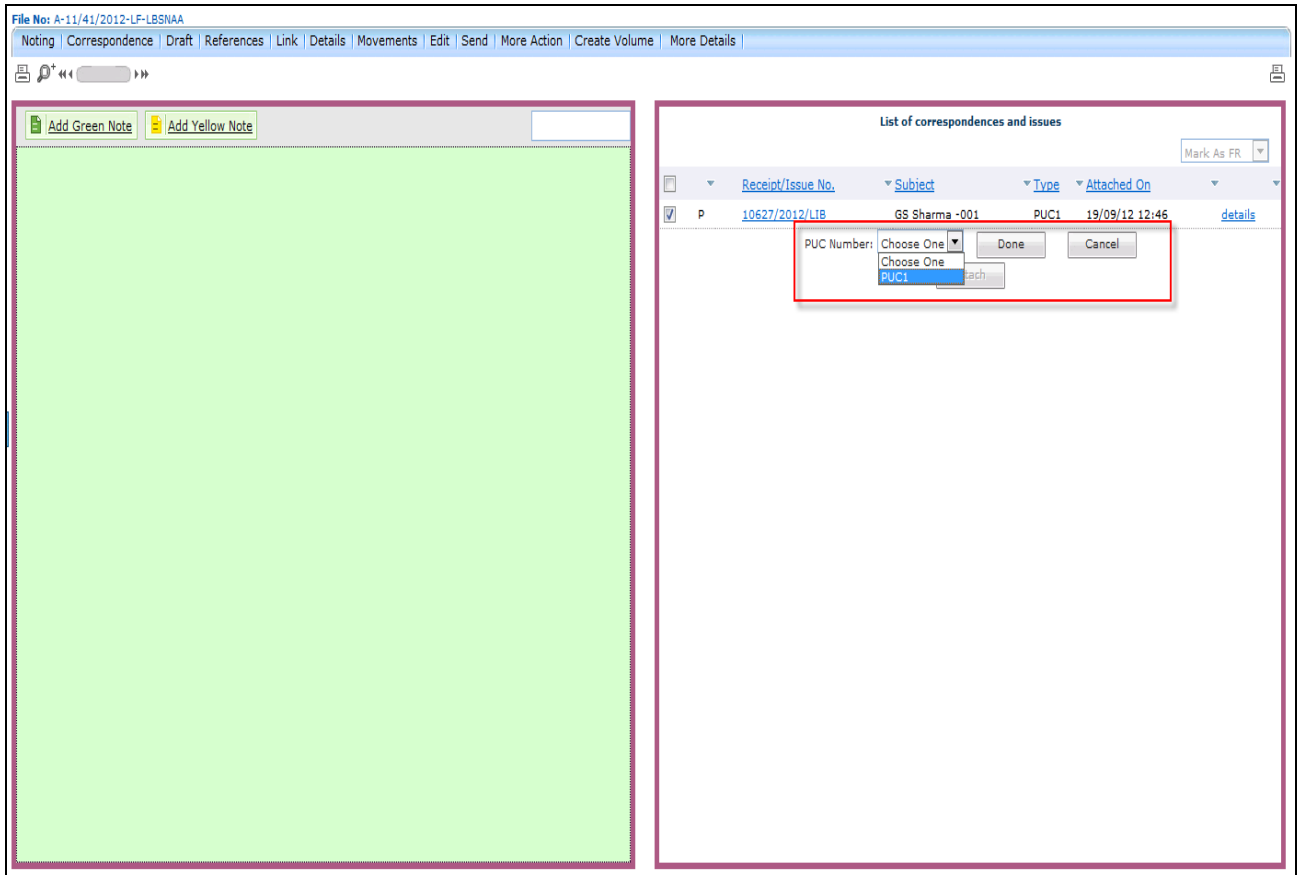 File No: A-11/41/2012-LF-LBSNAA
Noting | Correspondence | Draft | References | Link | Details | Movements | Edit | Send | More Action | Create Volume | More Details |
Add Green Note Add Yellow Note
List of correspondences and issues
Mark As FR
Receipt/Issue No. Subject Type Attached On
P 10627/2012/LIB GS Sharma -001 PUC1 19/09/12 12:46 details
PUC Number: Choose One Done Cancel
Choose One
PUC1 tach